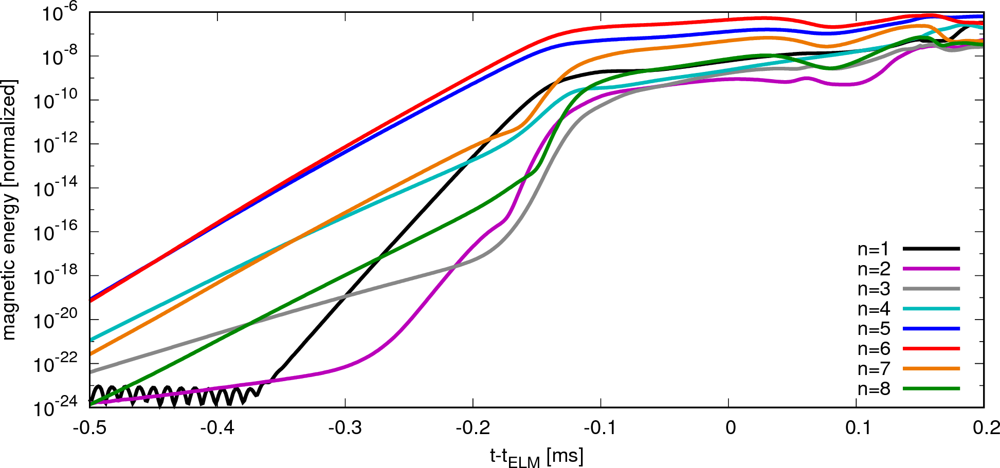 10^-6
10^-8
10^-10
10^-12
10^-14
10^-16
10^-18
10^-20
10^-22
10^-24
magnetic energy [normalized]
n=1
n=2
n=3
n=4
n=5
n=6
n=7
n=8
-0.5 -0.4 -0.3 -0.2 -0.1 0 0.1 0.2
t-t_ELM [ms]